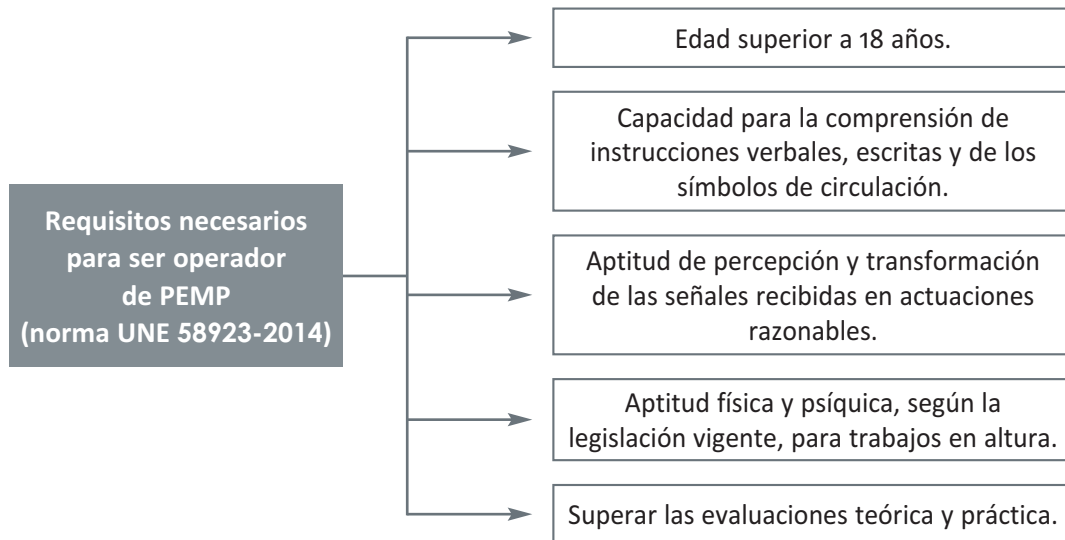 Requisitos necesarios
para ser operador
de PEMP
(norma UNE 58923-2014)
Edad superior a 18 años.
Capacidad para la comprensión de
instrucciones verbales, escritas y de los
símbolos de circulación.
Aptitud de percepción y transformación
de las señales recibidas en actuaciones
razonables.
Aptitud física y psíquica, según la
legislación vigente, para trabajos en altura.
Superar las evaluaciones teórica y práctica.